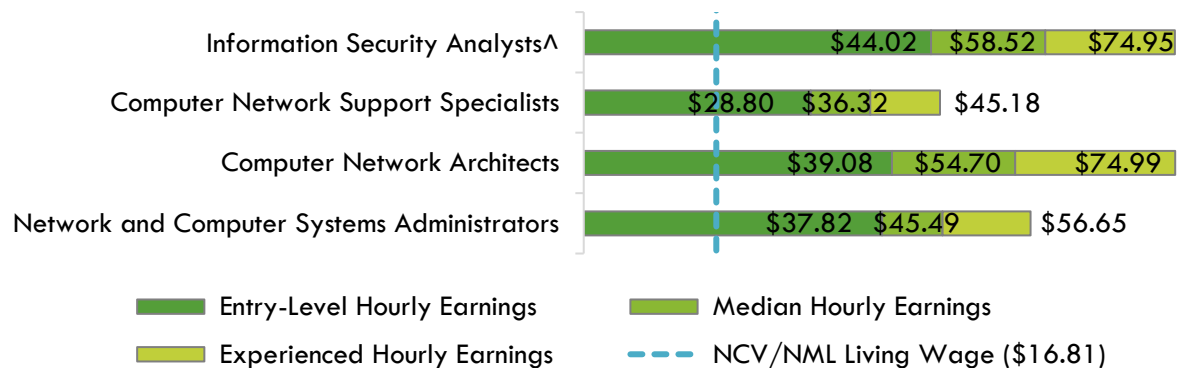 Information Security Analysts^ $44.02 $58.52 $74.95
Computer Network Support Specialists $28.80 $36.32 $45.18
Computer Network Architects $39.08 $54.70 $74.99
Network and Computer Systems Administrators $37.82 $45.49 $56.65
Entry-Level Hourly Earnings Median Hourly Earnings
Experienced Hourly Earnings NCV/NML Living Wage ($16.81)